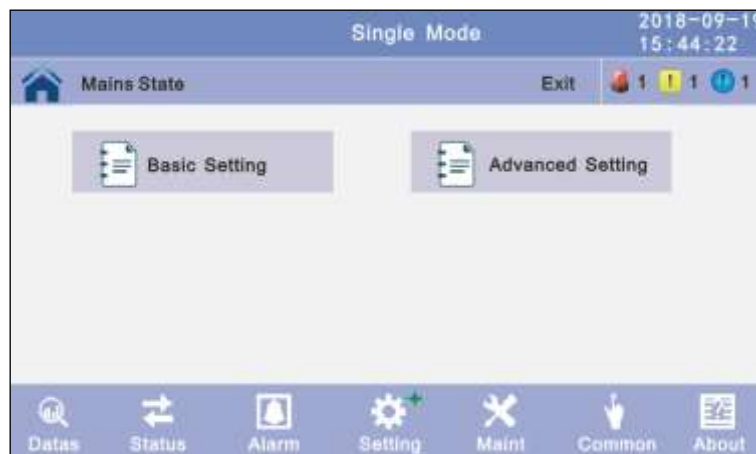 Single Mode
2018-09-19
15:44:22
Mains State
Exit
1
! 1
! 1
Basic Setting
Advanced Setting
Datas
Status
Alarm
Setting
Maint
Common
About